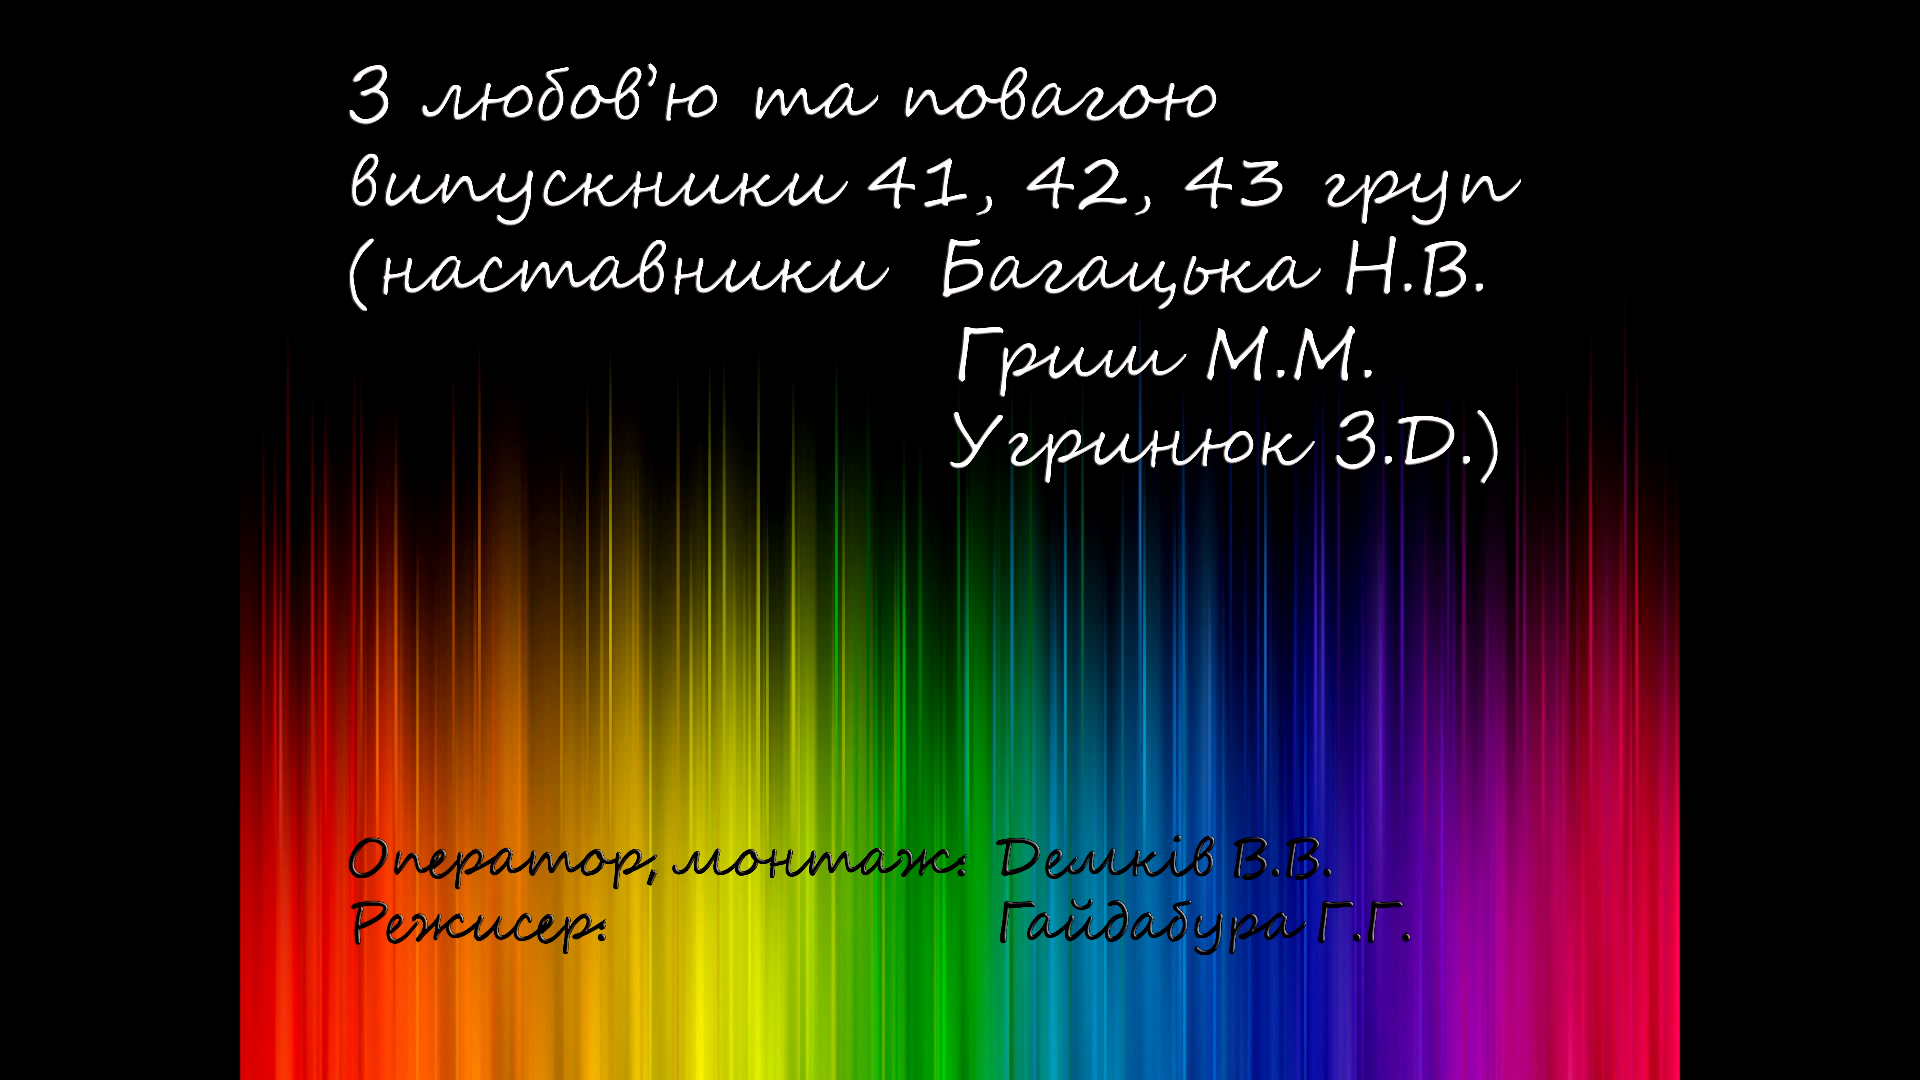 З любов’ю та повагою
випускники 41, 42, 43 груп
(наставники Багацька Н.В.
Гриш М.М.
Угринюк З.D.)
Оператор, монтаж: Демків В.В.
Режисер: Гайдабура Г.Г.